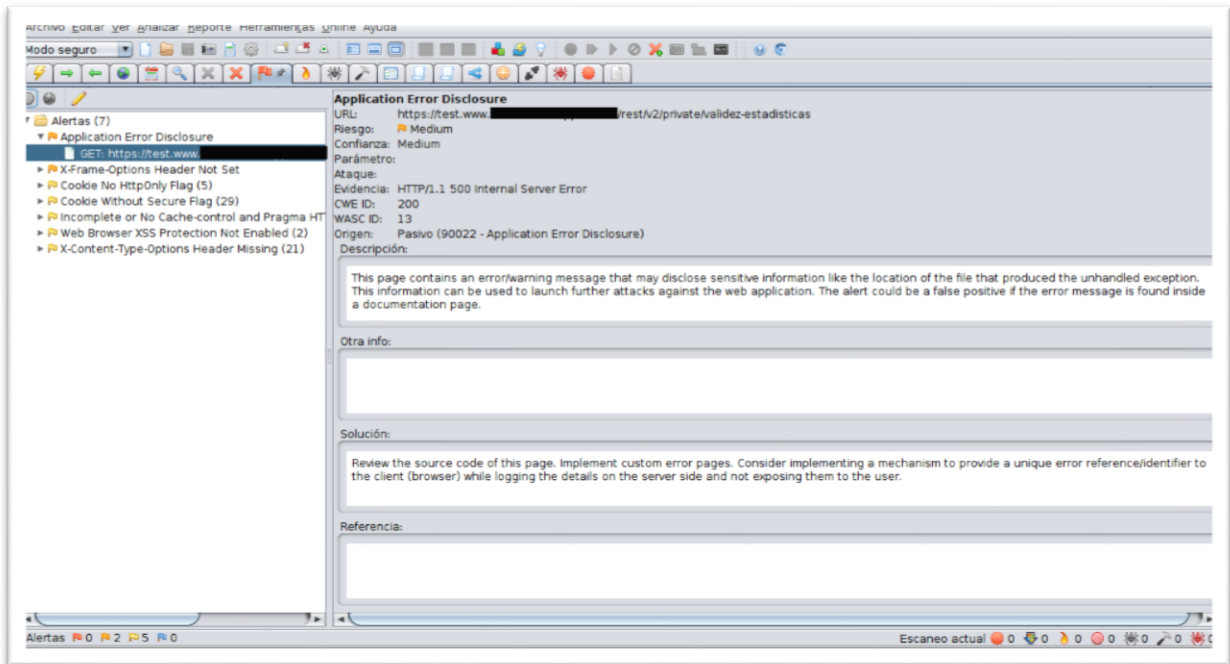 Archivo Editar Ver Analizar Reporte Herramientas Online Ayuda
Modo seguro
Alertas (7)
Application Error Disclosure
GET: https://test.www.
X-Frame-Options Header Not Set
Cookie No HttpOnly Flag (5)
Cookie Without Secure Flag (29)
Incomplete or No Cache-control and Pragma HT
Web Browser XSS Protection Not Enabled (2)
X-Content-Type-Options Header Missing (21)
Application Error Disclosure
URL: https://test.www. /rest/v2/private/validez-estadisticas
Riesgo: Medium
Confianza: Medium
Parámetro:
Ataque:
Evidencia: HTTP/1.1 500 Internal Server Error
CWE ID: 200
WASC ID: 13
Origen: Pasivo (90022 - Application Error Disclosure)
Descripción:
This page contains an error/warning message that may disclose sensitive information like the location of the file that produced the unhandled exception.
This information can be used to launch further attacks against the web application. The alert could be a false positive if the error message is found inside
a documentation page.
Otra info:
Solución:
Review the source code of this page. Implement custom error pages. Consider implementing a mechanism to provide a unique error reference/identifier to
the client (browser) while logging the details on the server side and not exposing them to the user.
Referencia:
Alertas 0 2 5 0
Escaneo actual 0 0 0 0 0 0 0